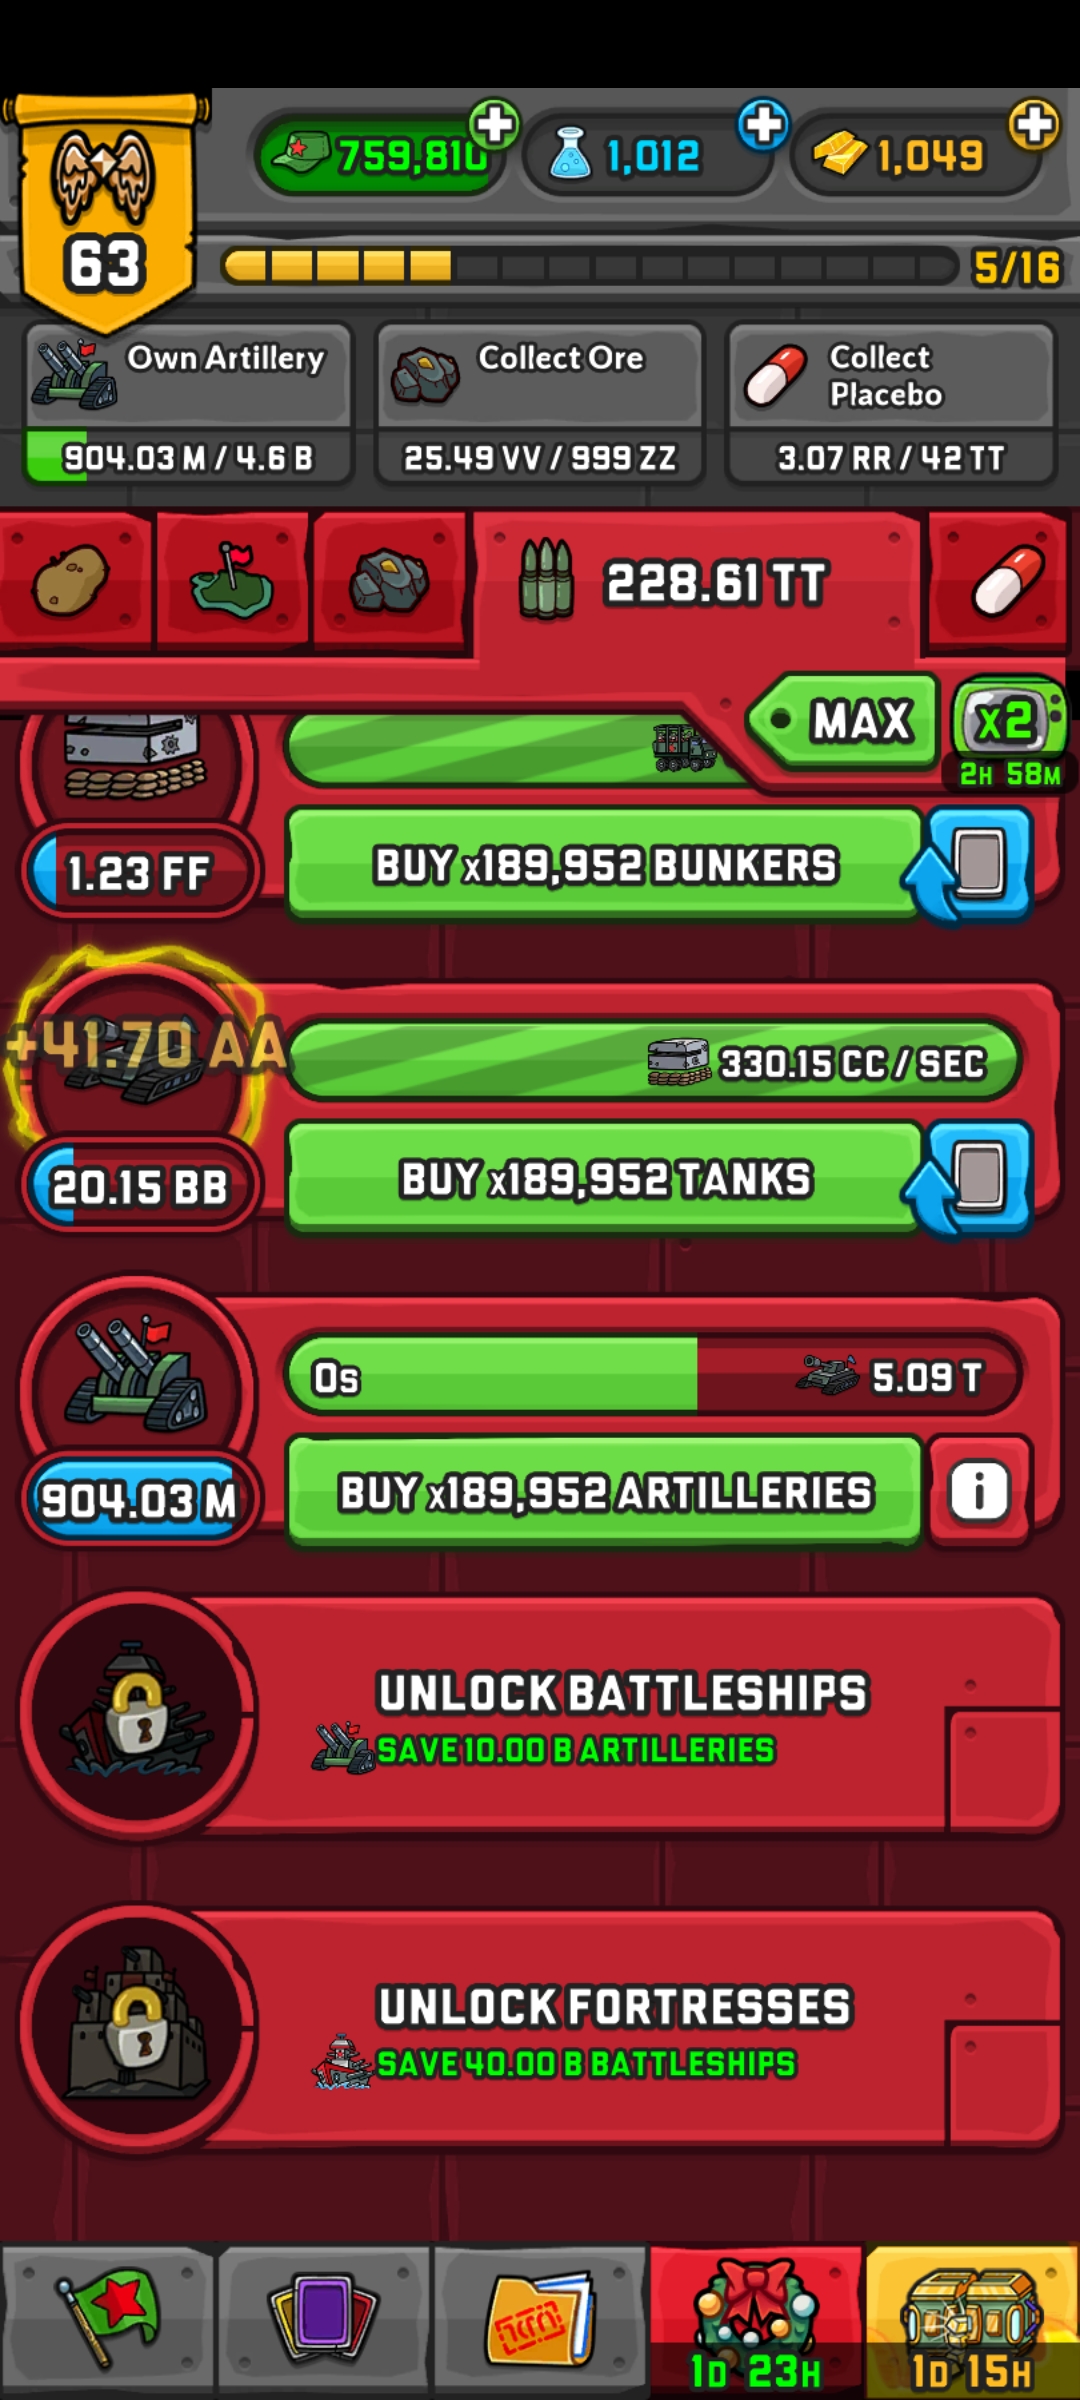 759,810
1,012
1,049
63
5/16
Own Artillery
904.03 M / 4.6 B
Collect Ore
25.49 VV / 999 ZZ
Collect
Placebo
3.07 RR / 42 TT
228.61 TT
MAX
x2
2H 58M
1.23 FF
BUY x189,952 BUNKERS
+41.70 AA
330.15 CC / SEC
20.15 BB
BUY x189,952 TANKS
0s
5.09 T
904.03 M
BUY x189,952 ARTILLERIES
i
UNLOCK BATTLESHIPS
SAVE 10.00 B ARTILLERIES
UNLOCK FORTRESSES
SAVE 40.00 B BATTLESHIPS
1D 23H
1D 15H